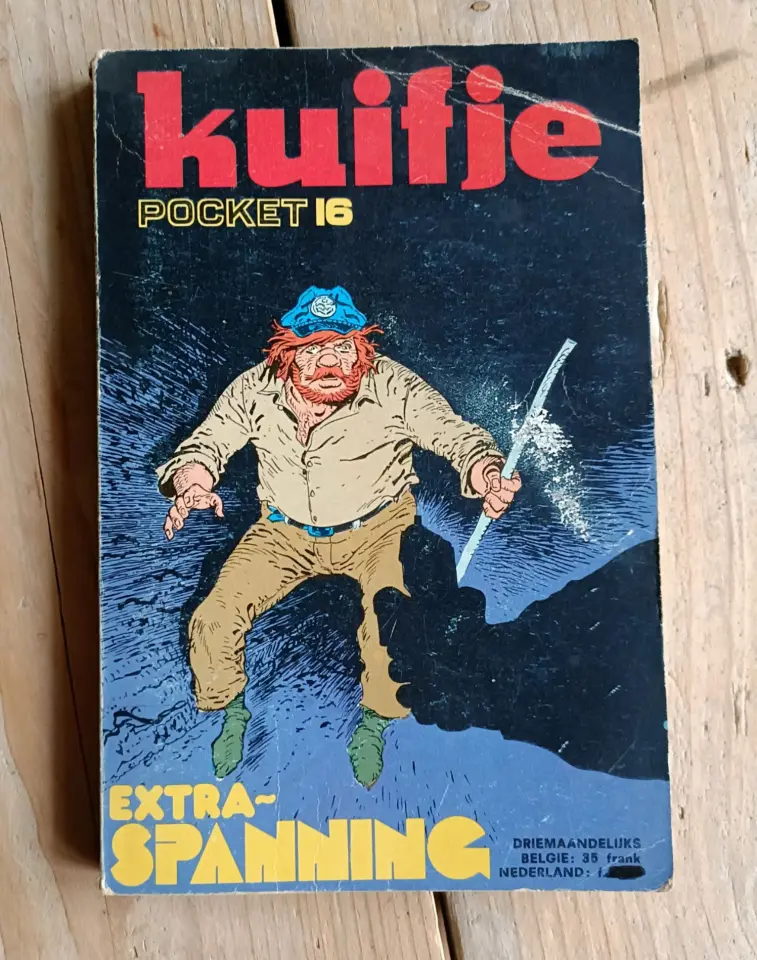 kuifje
POCKET 16
EXTRA~
SPANNING
DRIEMAANDELIJKS
BELGIE: 35 frank
NEDERLAND: f